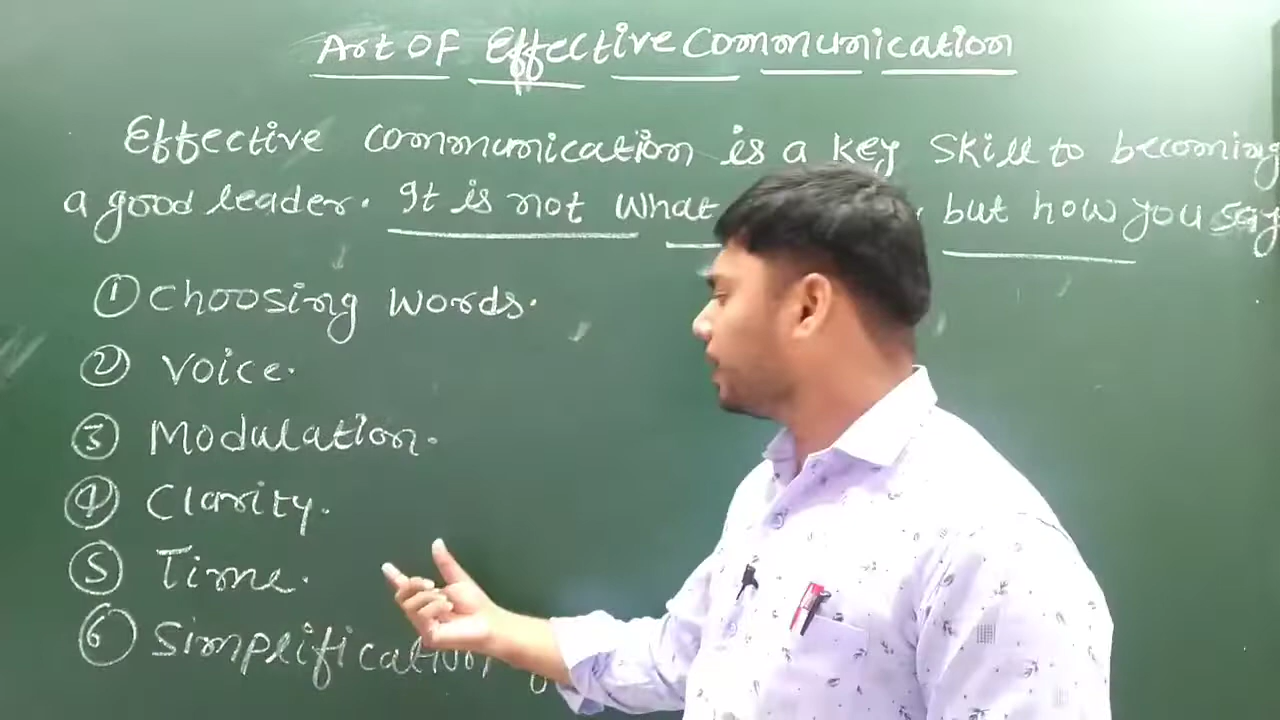 Art OF Effective Communication
Effective communication is a key skill to becoming
a good leader. It is not what but how you say
① Choosing words.
② Voice.
③ Modulation.
④ Clarity.
⑤ Time.
⑥ Simplification